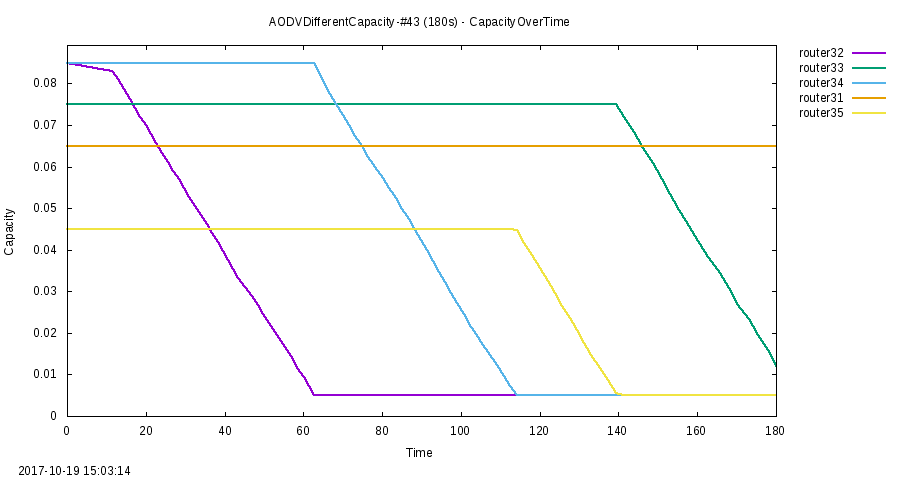 AODVDifferentCapacity-#43 (180s) - CapacityOverTime
router32
router33
router34
router31
router35
0.08
0.07
0.06
0.05
0.04
0.03
0.02
0.01
0
Capacity
0 20 40 60 80 100 120 140 160 180
Time
2017-10-19 15:03:14